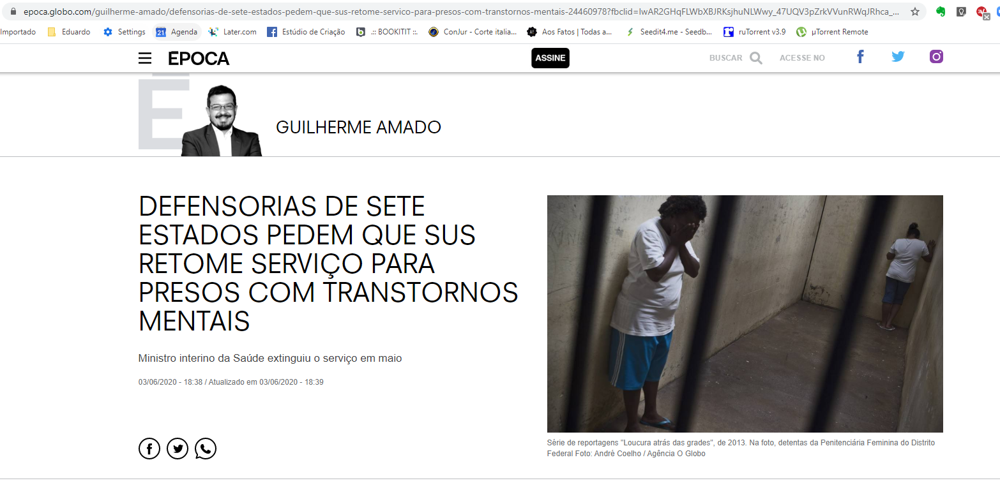 epoca.globo.com/guilherme-amado/defensorias-de-sete-estados-pedem-que-sus-retome-servico-para-presos-com-transtornos-mentais-24460978?fbclid=IwAR2GHqFLWbXBJRKsjhuNLWwy_47UQV3pZrkVVunRWqJRhca_...
Importado Eduardo Settings 21 Agenda Later.com Estúdio de Criação .:: BOOKITIT ::. ConJur - Corte italia... Aos Fatos | Todas a... Seedit4.me - Seedb... ruTorrent v3.9 µTorrent Remote
ÉPOCA ASSINE BUSCAR ACESSE NO
É
GUILHERME AMADO
DEFENSORIAS DE SETE
ESTADOS PEDEM QUE SUS
RETOME SERVIÇO PARA
PRESOS COM TRANSTORNOS
MENTAIS
Ministro interino da Saúde extinguiu o serviço em maio
03/06/2020 - 18:38 / Atualizado em 03/06/2020 - 18:39
Série de reportagens "Loucura atrás das grades", de 2013. Na foto, detentas da Penitenciária Feminina do Distrito
Federal Foto: André Coelho / Agência O Globo